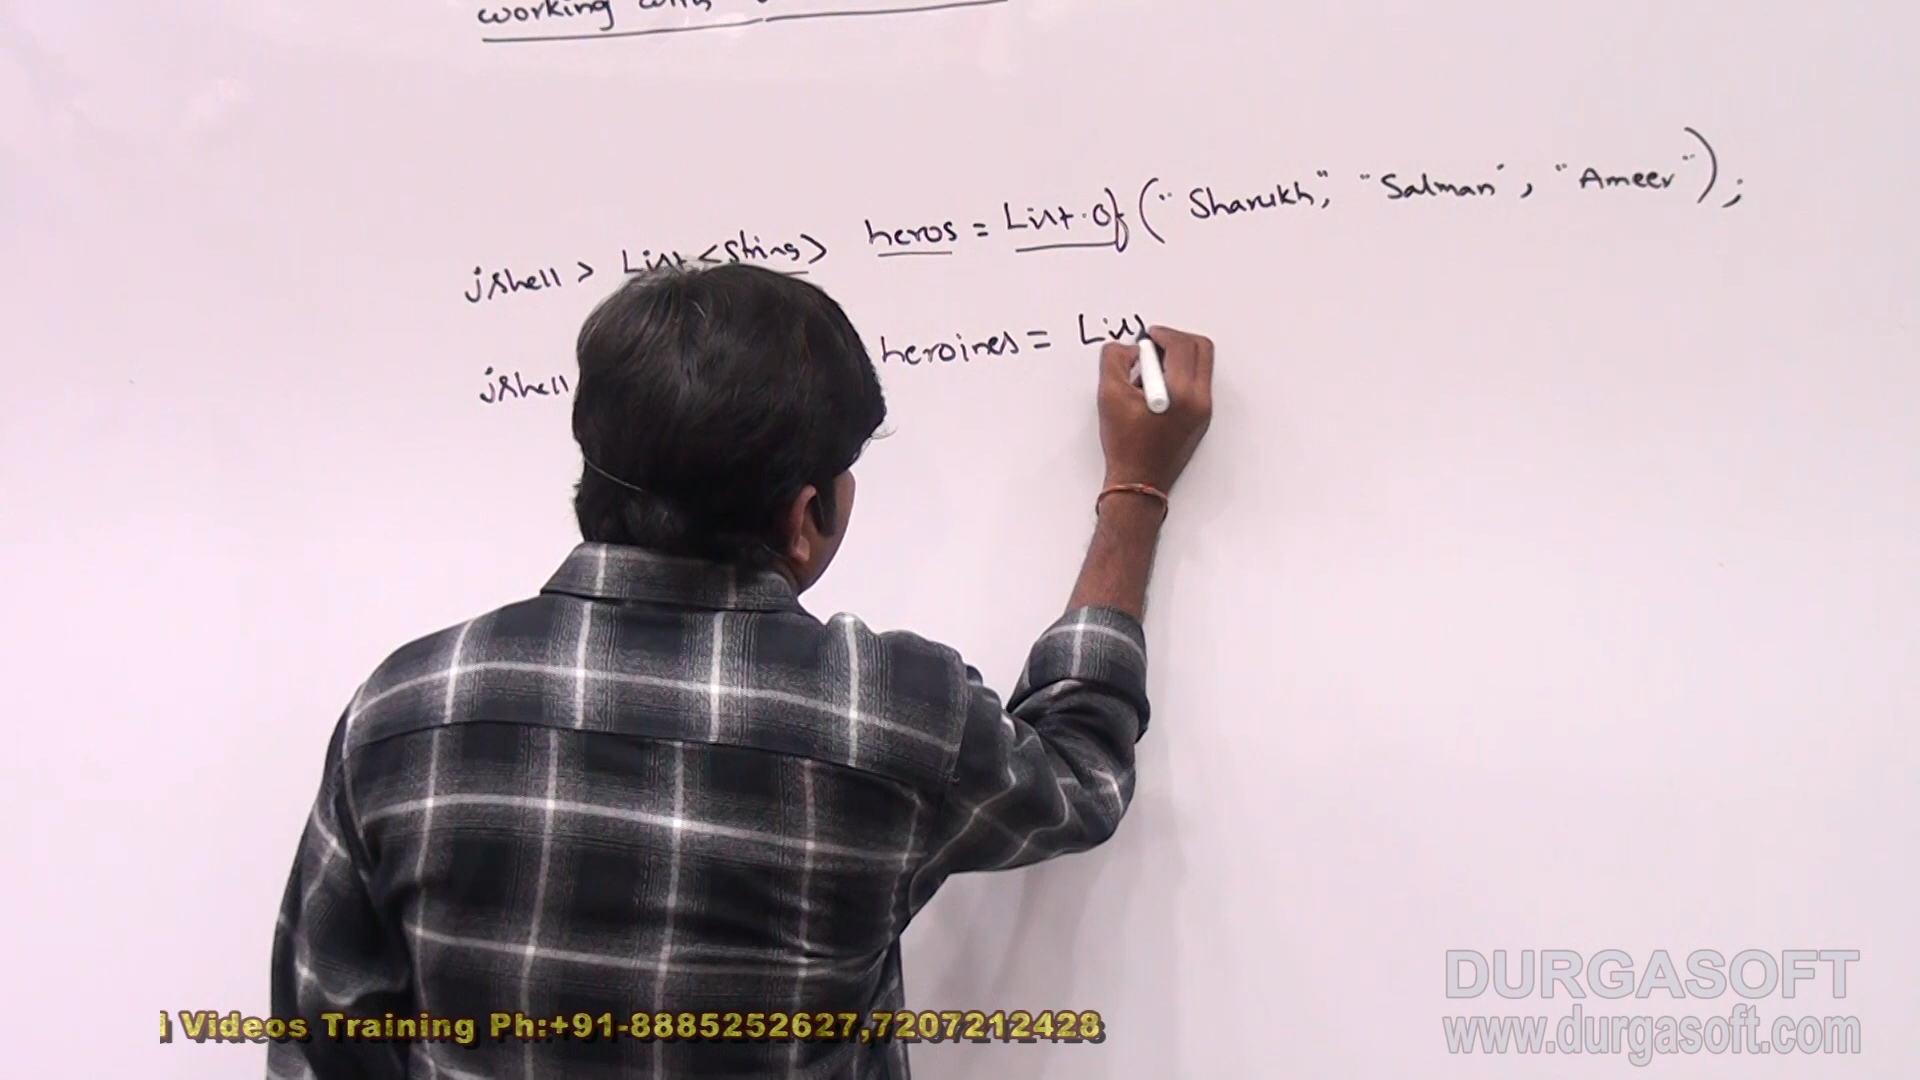 working with
jshell > List <String> heros = List.of ("Sharukh", "Salman", "Ameer");
jshell heroines = Lis
Videos Training Ph:+91-8885252627,7207212428
DURGASOFT
www.durgasoft.com